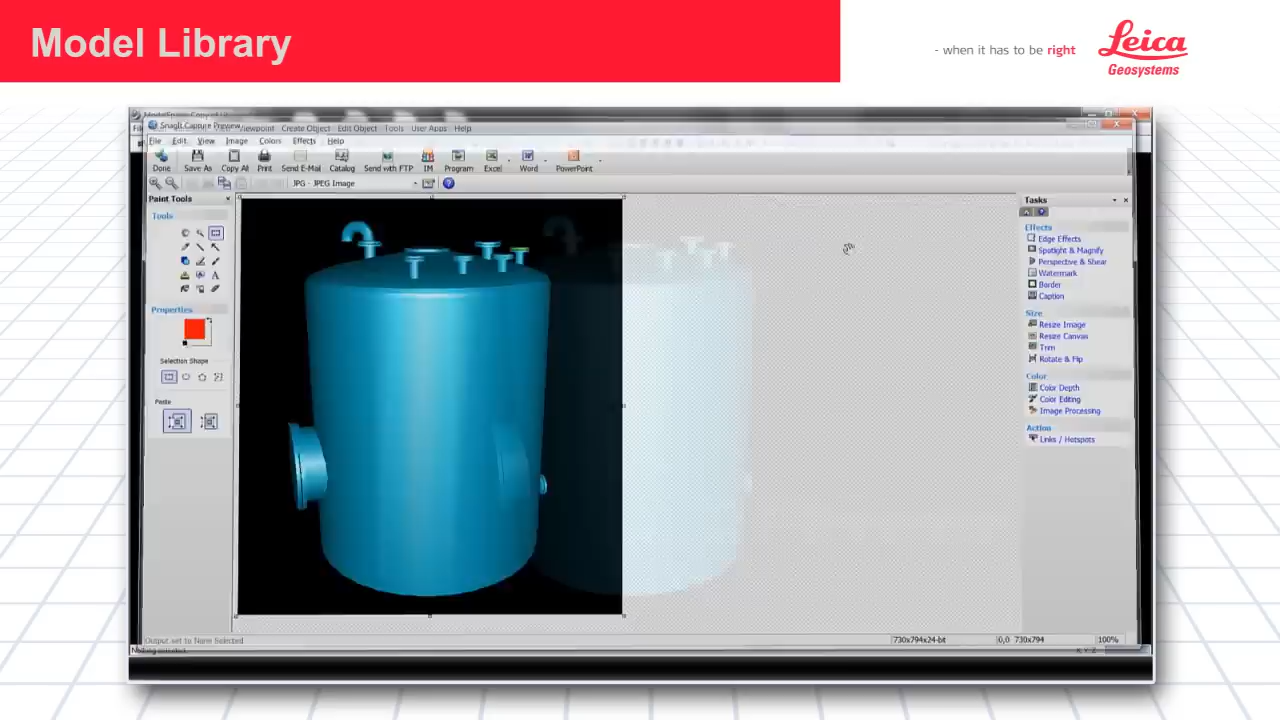 Model Library
- when it has to be right
Leica
Geosystems
SnagIt Capture Preview
Viewpoint Create Object Edit Object Tools User Apps Help
File Edit View Image Colors Effects Help
Done Save As Copy All Print Send E-Mail Catalog Send with FTP IM Program Excel Word PowerPoint
JPG - JPEG Image
Paint Tools
Tools
Properties
Selection Shape
Paste
Tasks
Effects
Edge Effects
Spotlight & Magnify
Perspective & Shear
Watermark
Border
Caption
Size
Resize Image
Resize Canvas
Trim
Rotate & Flip
Color
Color Depth
Color Editing
Image Processing
Action
Links / Hotspots
Output set to None Selected
730x794x24-bit 0,0 730x794 100%
Nothing selected.